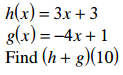 h(x) = 3x + 3
g(x) = −4x + 1
Find (h + g)(10)